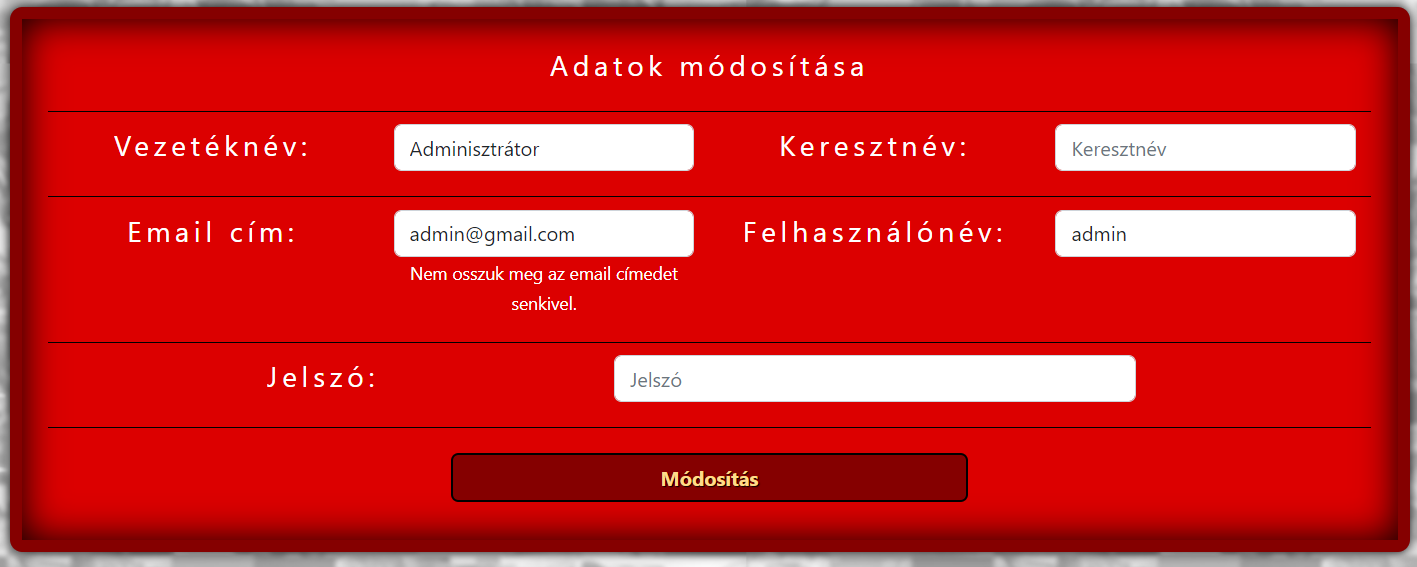 Adatok módosítása
Vezetéknév: Adminisztrátor Keresztnév: Keresztnév
Email cím: admin@gmail.com Felhasználónév: admin
Nem osszuk meg az email címedet
senkivel.
Jelszó: Jelszó
Módosítás